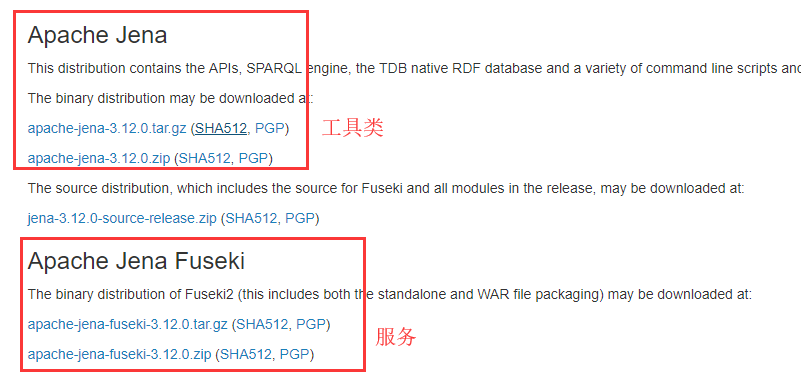 Apache Jena
This distribution contains the APIs, SPARQL engine, the TDB native RDF database and a variety of command line scripts and
The binary distribution may be downloaded at:
apache-jena-3.12.0.tar.gz (SHA512, PGP)
工具类
apache-jena-3.12.0.zip (SHA512, PGP)
The source distribution, which includes the source for Fuseki and all modules in the release, may be downloaded at:
jena-3.12.0-source-release.zip (SHA512, PGP)
Apache Jena Fuseki
The binary distribution of Fuseki2 (this includes both the standalone and WAR file packaging) may be downloaded at:
apache-jena-fuseki-3.12.0.tar.gz (SHA512, PGP)
服务
apache-jena-fuseki-3.12.0.zip (SHA512, PGP)